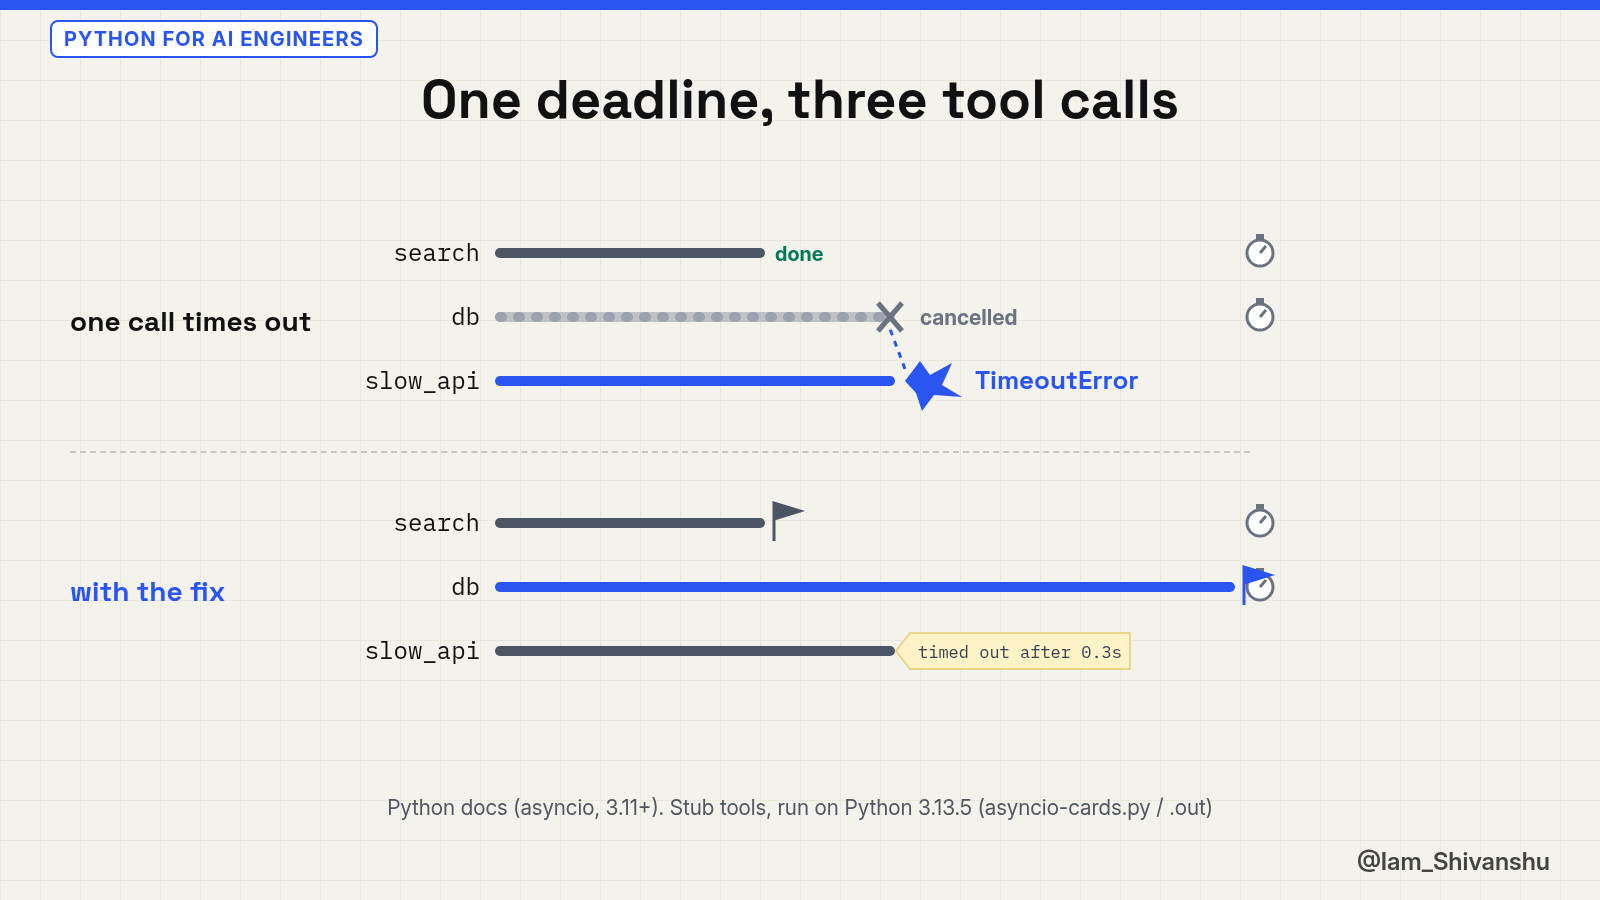 PYTHON FOR AI ENGINEERS
One deadline, three tool calls
search
done
one call times out
db
cancelled
slow_api
TimeoutError
search
with the fix
db
slow_api
timed out after 0.3s
Python docs (asyncio, 3.11+). Stub tools, run on Python 3.13.5 (asyncio-cards.py / .out)
@Iam_Shivanshu